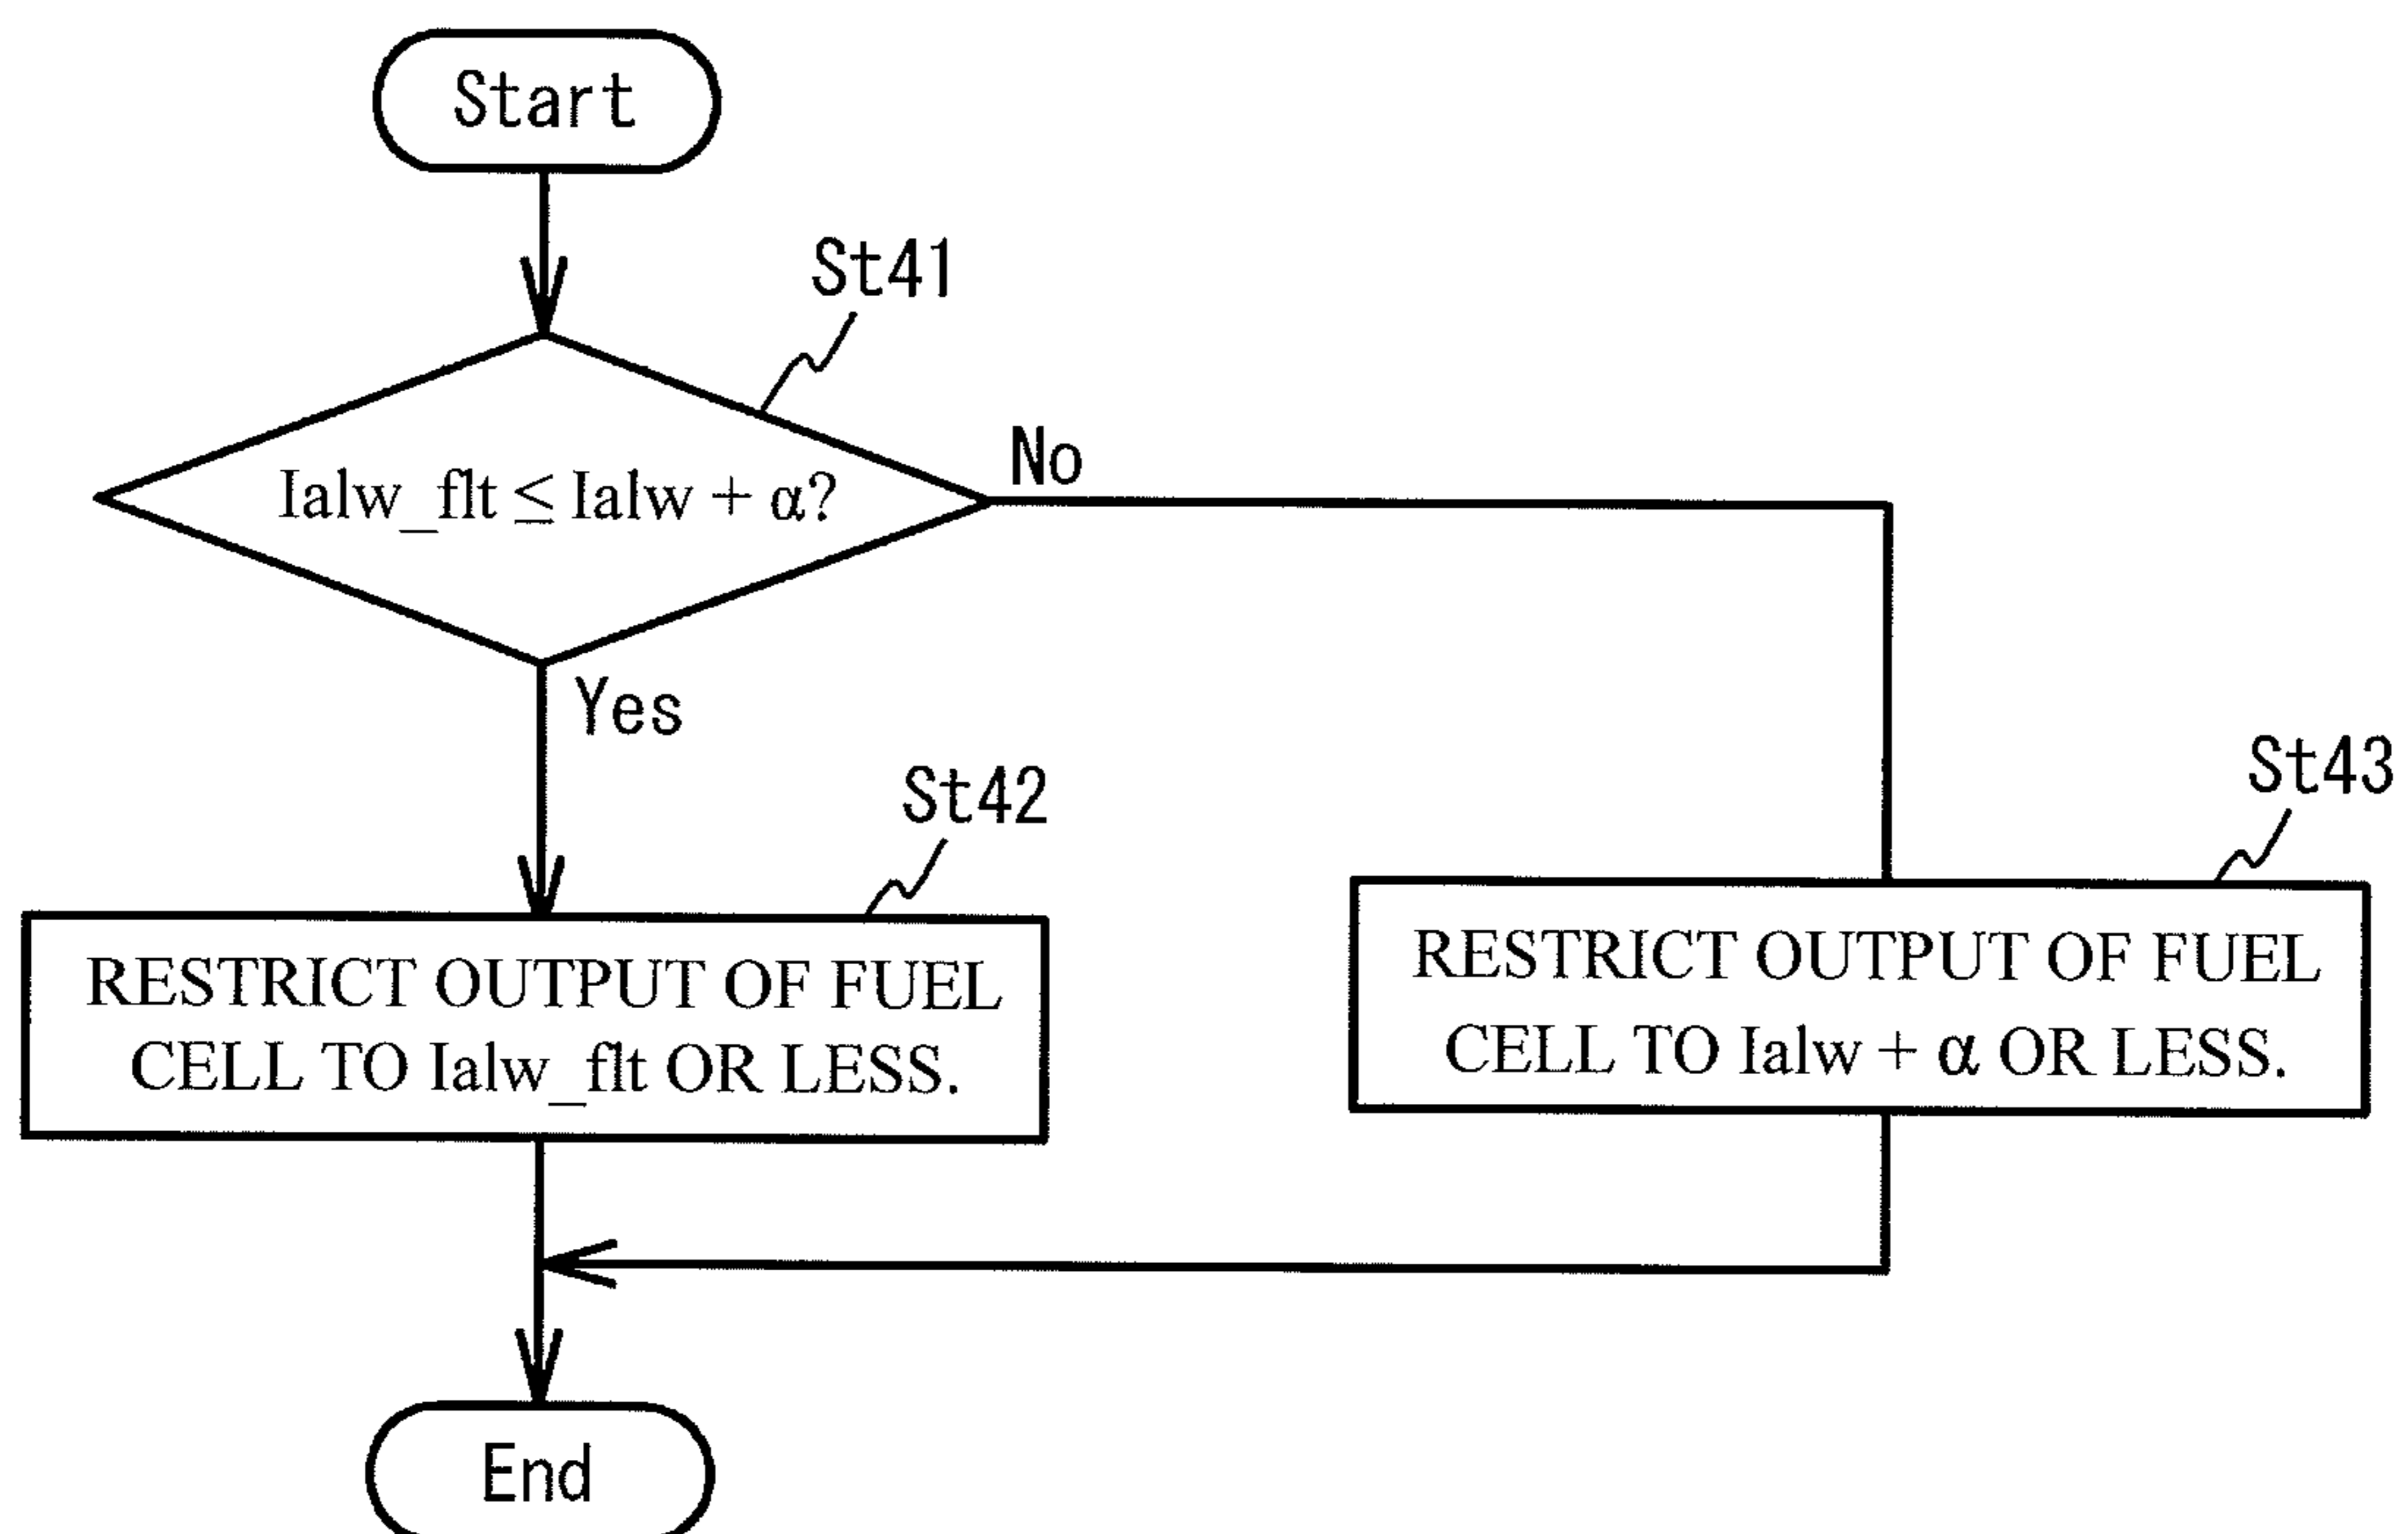 Start
St41
Ialw_flt ≤ Ialw + α?
No
Yes
St42
RESTRICT OUTPUT OF FUEL
CELL TO Ialw_flt OR LESS.
St43
RESTRICT OUTPUT OF FUEL
CELL TO Ialw + α OR LESS.
End